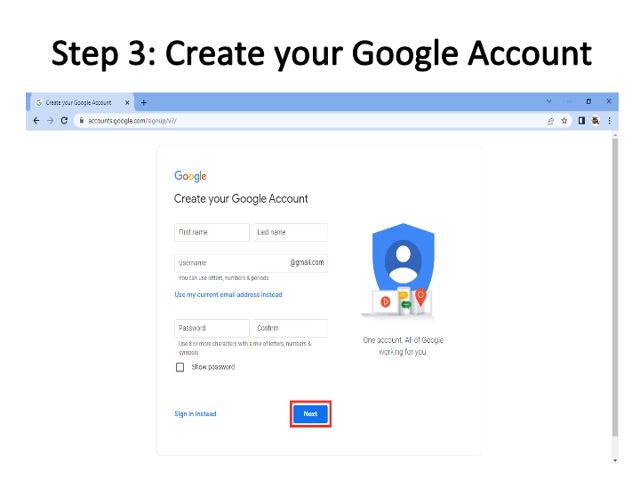 Step 3: Create your Google Account
Create your Google Account
accounts.google.com/signup/v2/
Google
Create your Google Account
First name Last name
Username @gmail.com
You can use letters, numbers & periods
Use my current email address instead
Password Confirm
Use 8 or more characters with a mix of letters, numbers &
symbols
Show password
Sign in instead Next
One account. All of Google
working for you.